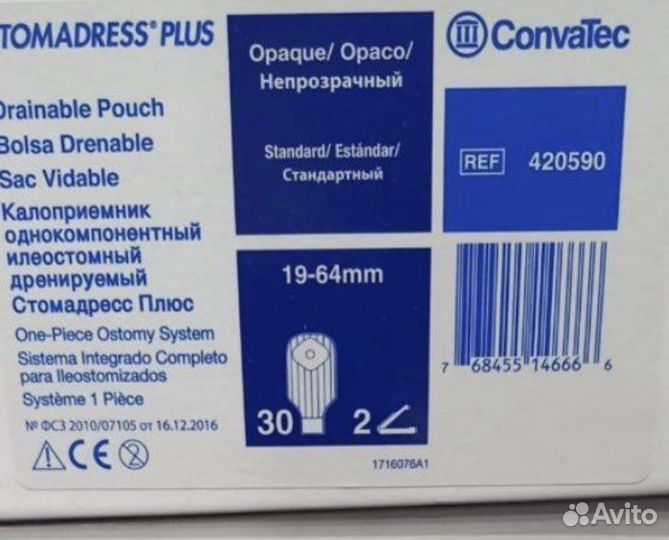 TOMADRESS® PLUS
Drainable Pouch
Bolsa Drenable
Sac Vidable
Калоприемник
однокомпонентный
илеостомный
дренируемый
Стомадресс Плюс
One-Piece Ostomy System
Sistema Integrado Completo
para Ileostomizados
Système 1 Pièce
№ ФСЗ 2010/07105 от 16.12.2016
CE
2
Opaque/ Opaco/
Непрозрачный
Standard/ Estándar/
Стандартный
19-64mm
30 2
1716076A1
ConvaTec
REF 420590
7 68455 14666 6
Avito